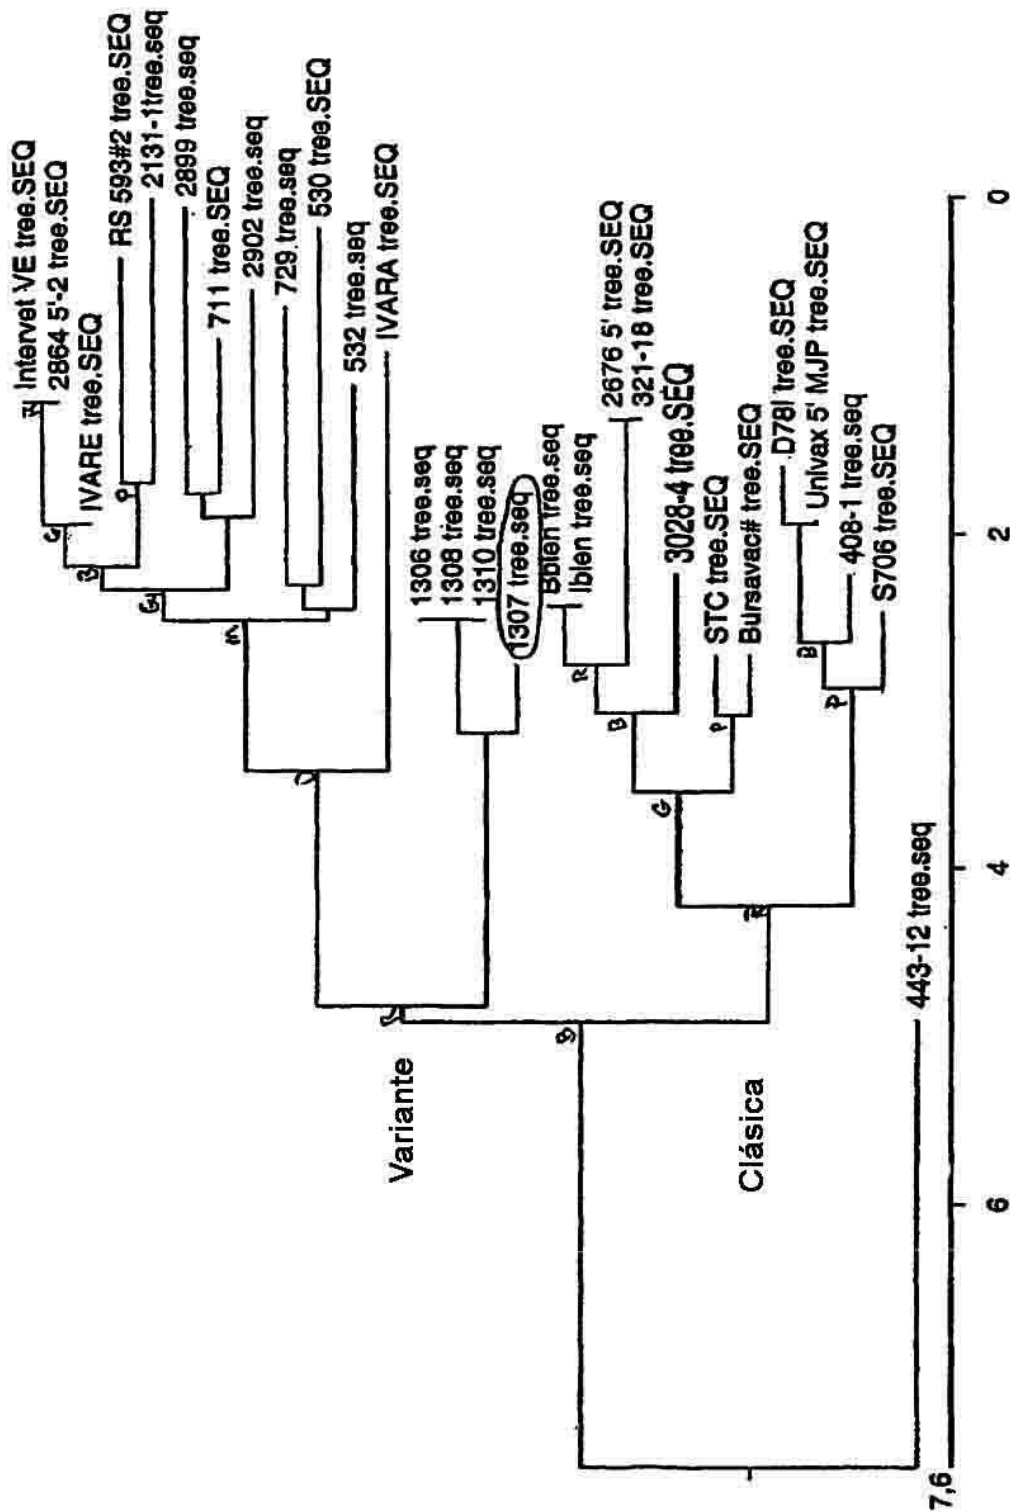 Intervet VE tree.SEQ
2864 5'-2 tree.SEQ
IVARE tree.SEQ
RS 593#2 tree.SEQ
2131-1tree.seq
2899 tree.seq
711 tree.SEQ
2902 tree.seq
729.tree.seq
530 tree.SEQ
532 tree.seq
IVARA tree.SEQ
1306 tree.seq
1308 tree.seq
1310 tree.seq
1307 tree.seq
Bblen tree.seq
Iblen tree.seq
2676 5' tree.SEQ
321-18 tree.SEQ
3028-4 tree.SEQ
STC tree.SEQ
Bursavac# tree.SEQ
D78I tree.SEQ
Univax 5' MJP tree.SEQ
408-1 tree.seq
S706 tree.SEQ
443-12 tree.seq
Variante
Clásica
G
B
P
G
M
R
B
G
P
B
P
B
7,6
6
4
2
0